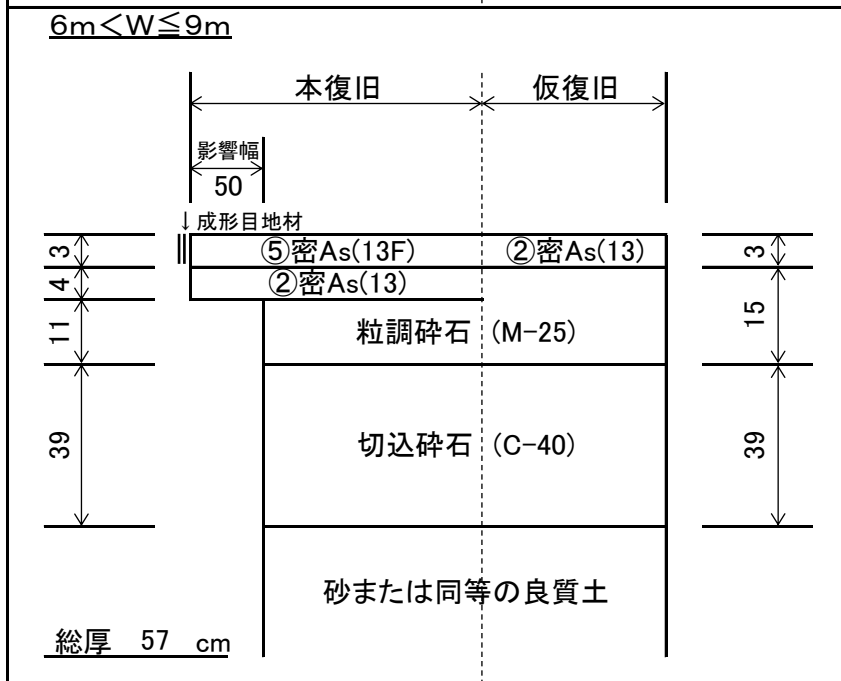 6m<W≦9m
本復旧
仮復旧
影響幅
50
↓成形目地材
3
⑤密As(13F)
②密As(13)
3
4
②密As(13)
11
粒調砕石 (M-25)
15
39
切込砕石 (C-40)
39
砂または同等の良質土
総厚 57 cm